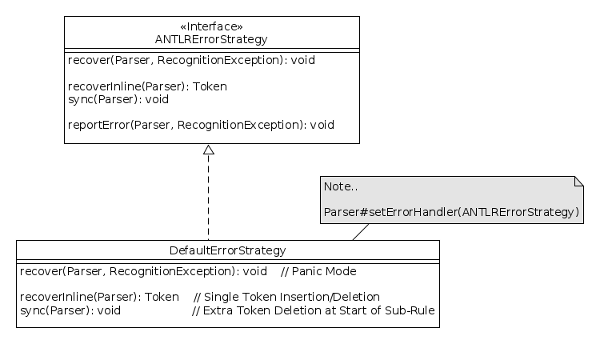 «Interface»
ANTLRErrorStrategy
recover(Parser, RecognitionException): void
recoverInline(Parser): Token
sync(Parser): void
reportError(Parser, RecognitionException): void
Note..
Parser#setErrorHandler(ANTLRErrorStrategy)
DefaultErrorStrategy
recover(Parser, RecognitionException): void // Panic Mode
recoverInline(Parser): Token // Single Token Insertion/Deletion
sync(Parser): void // Extra Token Deletion at Start of Sub-Rule